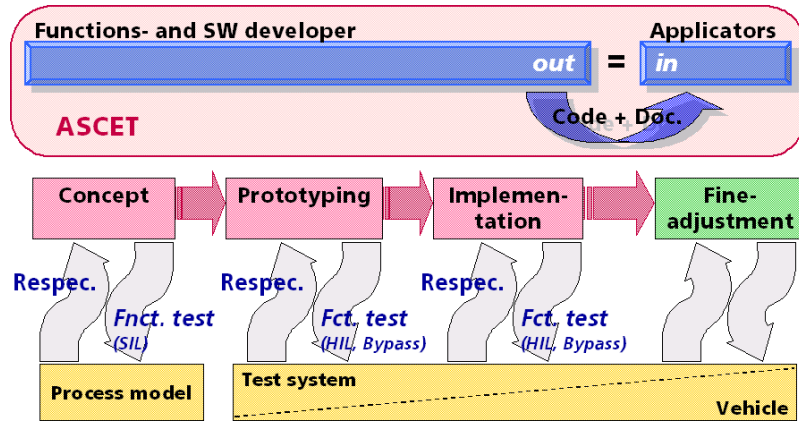 Functions- and SW developer
Applicators
out = in
Code + Doc.
ASCET
Concept
Prototyping
Implemen-
tation
Fine-
adjustment
Respec.
Fnct. test
(SIL)
Respec.
Fct. test
(HIL, Bypass)
Respec.
Fct. test
(HIL, Bypass)
Process model
Test system
Vehicle